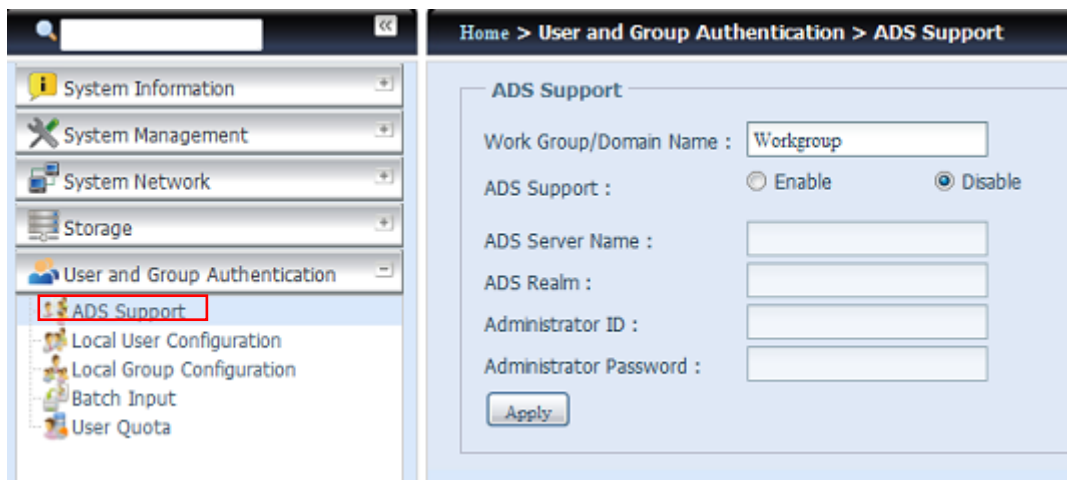 Home > User and Group Authentication > ADS Support
System Information
System Management
System Network
Storage
User and Group Authentication
ADS Support
Local User Configuration
Local Group Configuration
Batch Input
User Quota
ADS Support
Work Group/Domain Name : Workgroup
ADS Support : Enable Disable
ADS Server Name :
ADS Realm :
Administrator ID :
Administrator Password :
Apply